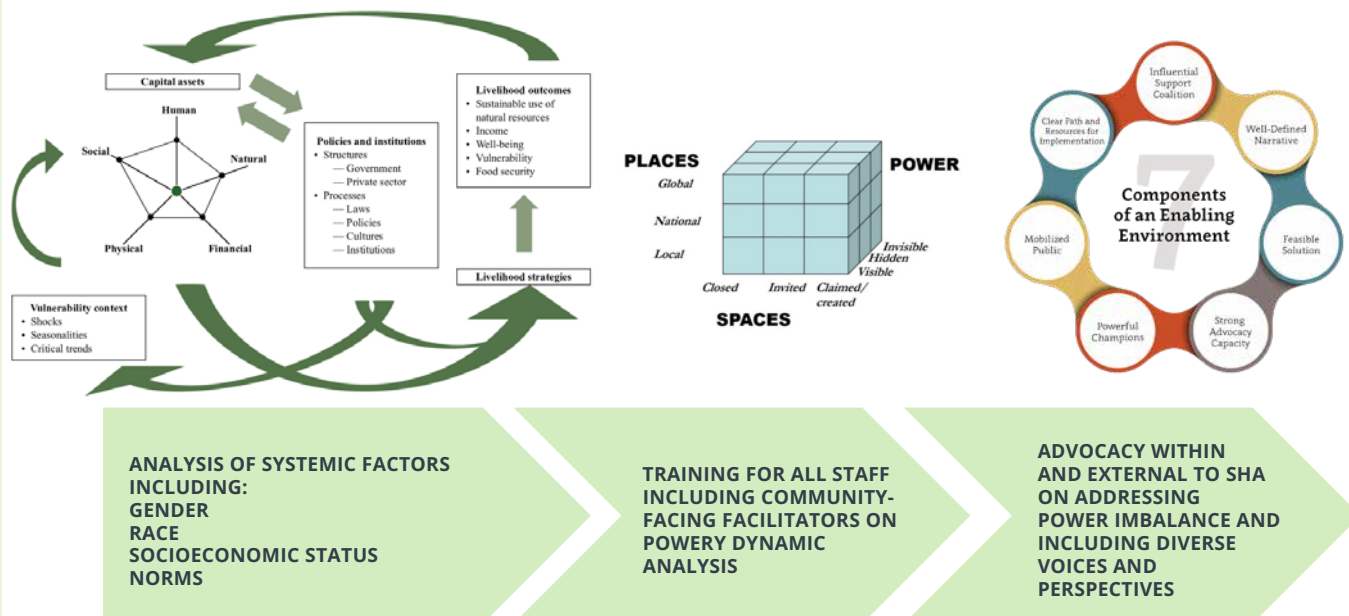 Capital assets
Human
Social
Natural
Physical
Financial
Vulnerability context
• Shocks
• Seasonalities
• Critical trends
Policies and institutions
• Structures
— Government
— Private sector
• Processes
— Laws
— Policies
— Cultures
— Institutions
Livelihood outcomes
• Sustainable use of
natural resources
• Income
• Well-being
• Vulnerability
• Food security
Livelihood strategies
PLACES
Global
National
Local
POWER
Invisible
Hidden
Visible
Closed
Invited
Claimed/
created
SPACES
7
Components
of an Enabling
Environment
Influential
Support
Coalition
Well-Defined
Narrative
Feasible
Solution
Strong
Advocacy
Capacity
Powerful
Champions
Mobilized
Public
Clear Path and
Resources for
Implementation
ANALYSIS OF SYSTEMIC FACTORS
INCLUDING:
GENDER
RACE
SOCIOECONOMIC STATUS
NORMS
TRAINING FOR ALL STAFF
INCLUDING COMMUNITY-
FACING FACILITATORS ON
POWERY DYNAMIC
ANALYSIS
ADVOCACY WITHIN
AND EXTERNAL TO SHA
ON ADDRESSING
POWER IMBALANCE AND
INCLUDING DIVERSE
VOICES AND
PERSPECTIVES